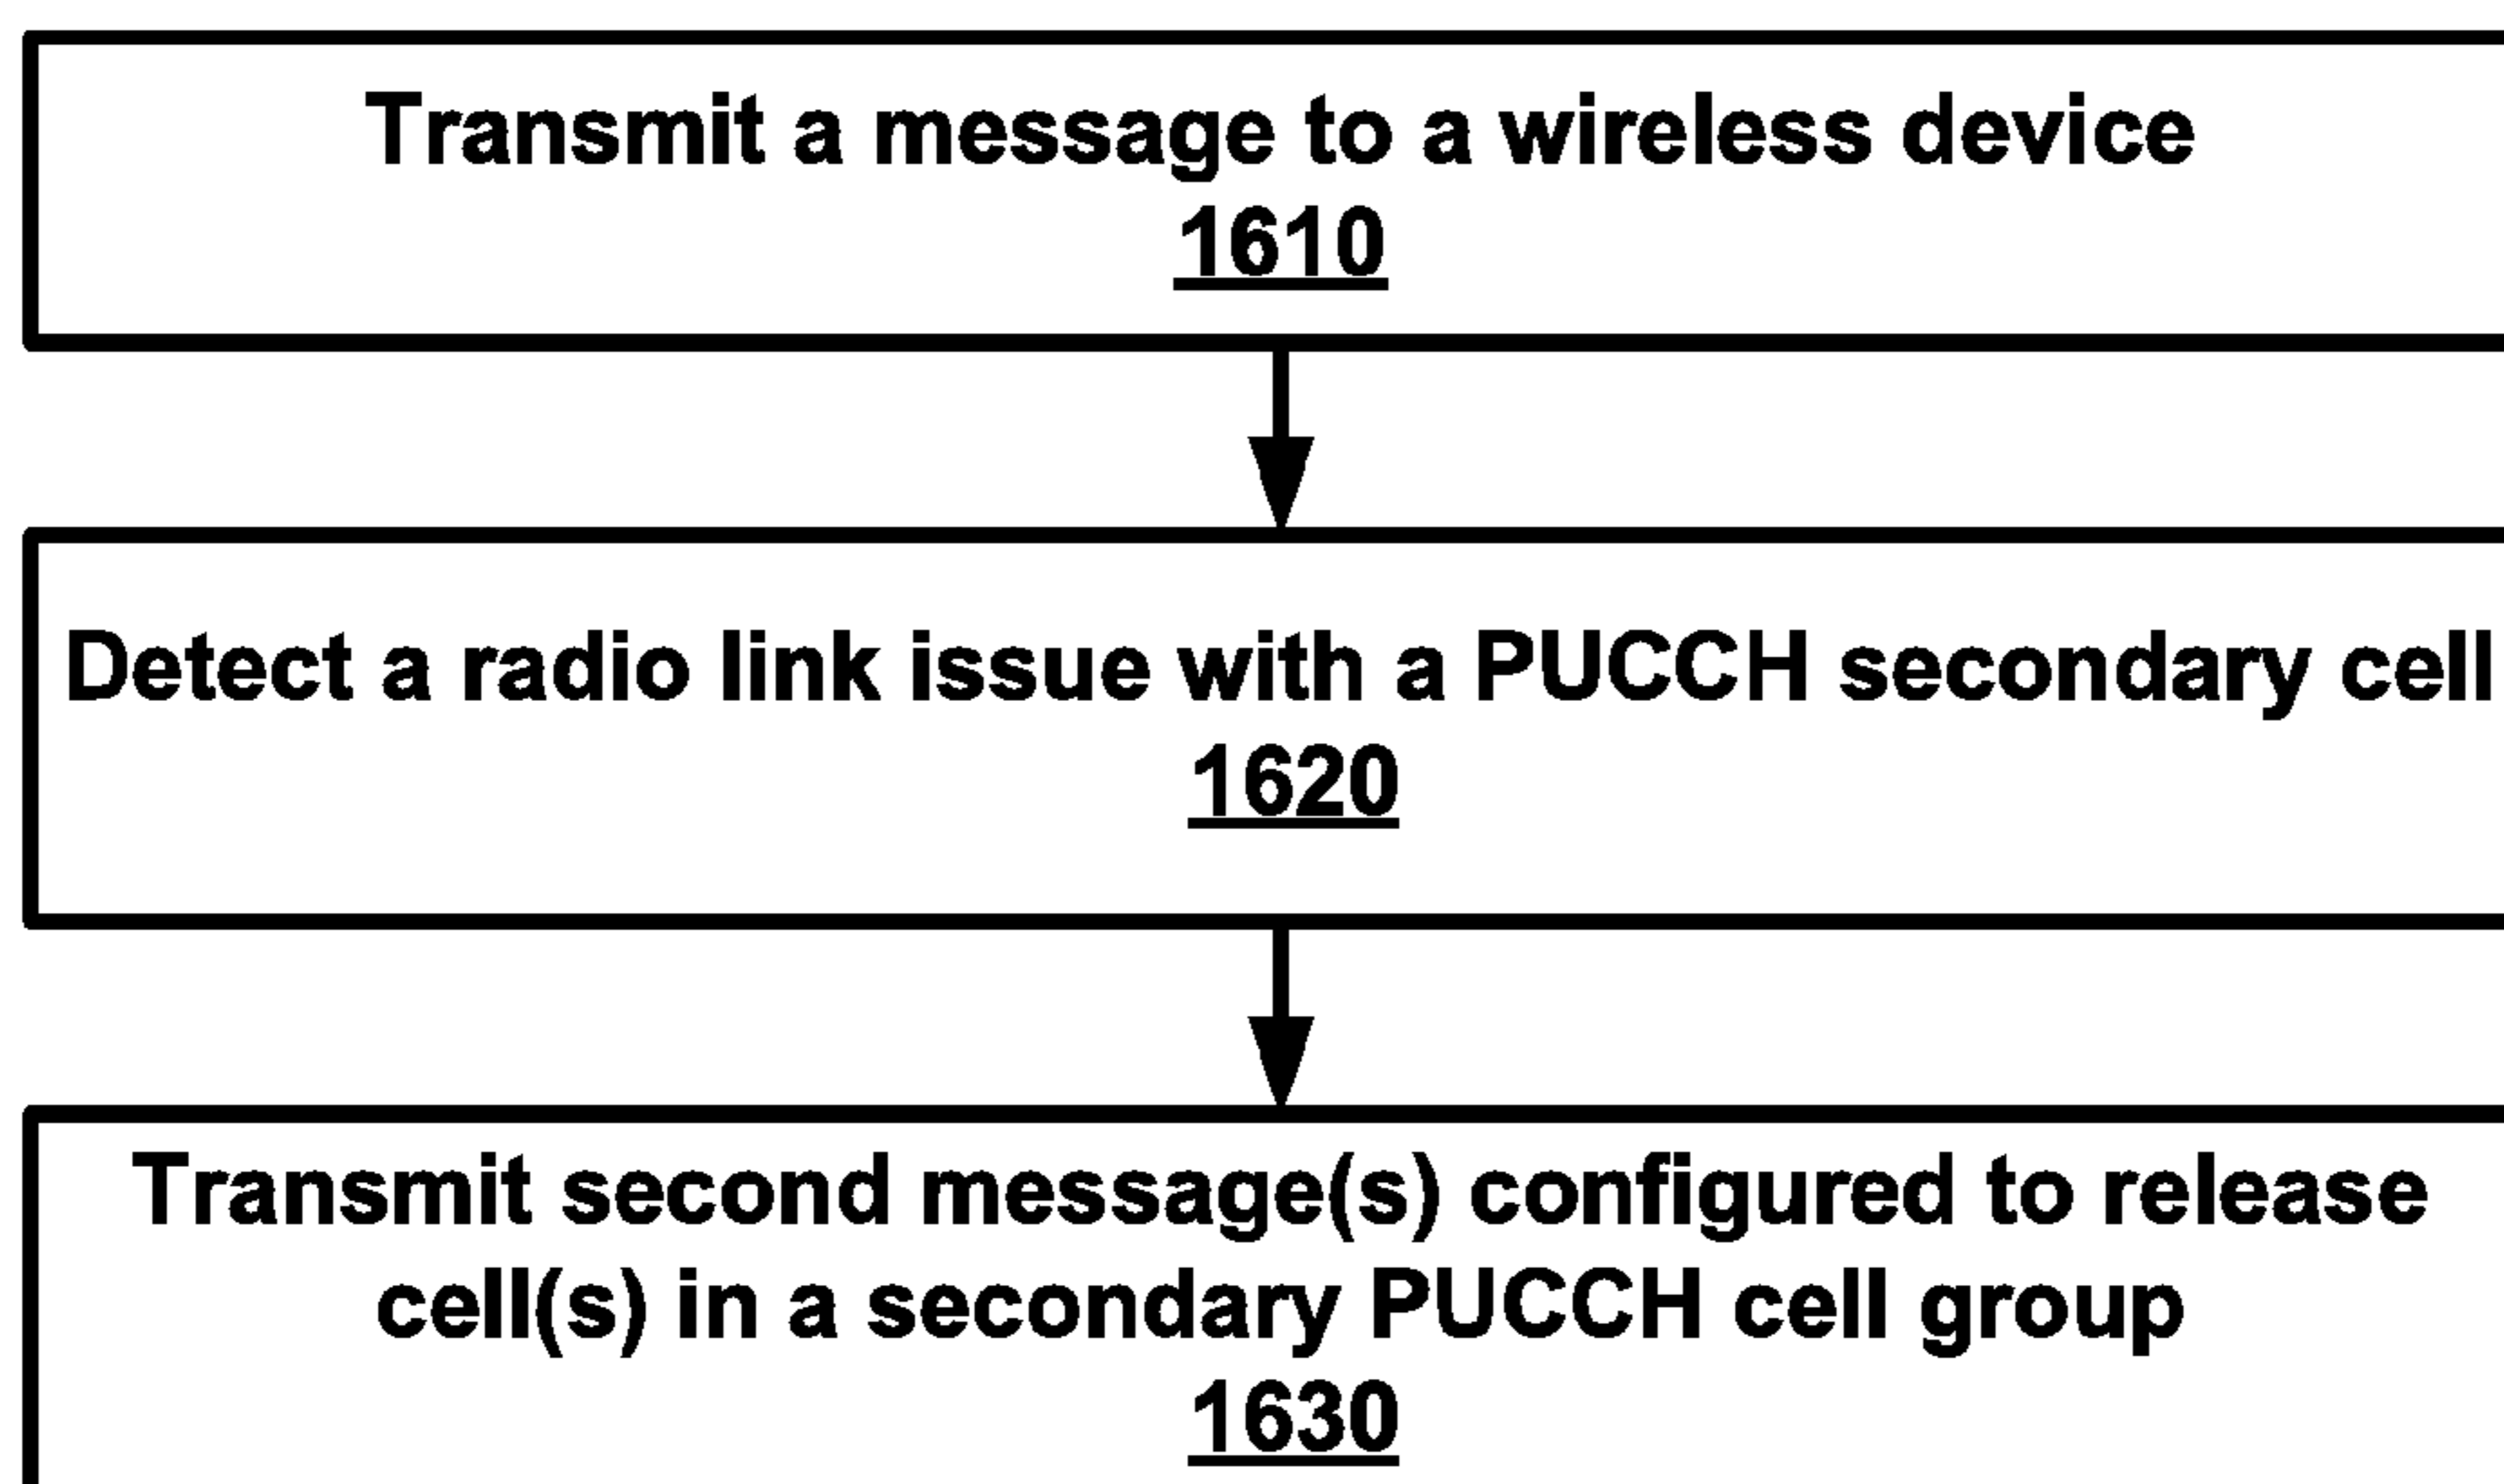 Transmit a message to a wireless device
1610
Detect a radio link issue with a PUCCH secondary cell
1620
Transmit second message(s) configured to release
cell(s) in a secondary PUCCH cell group
1630